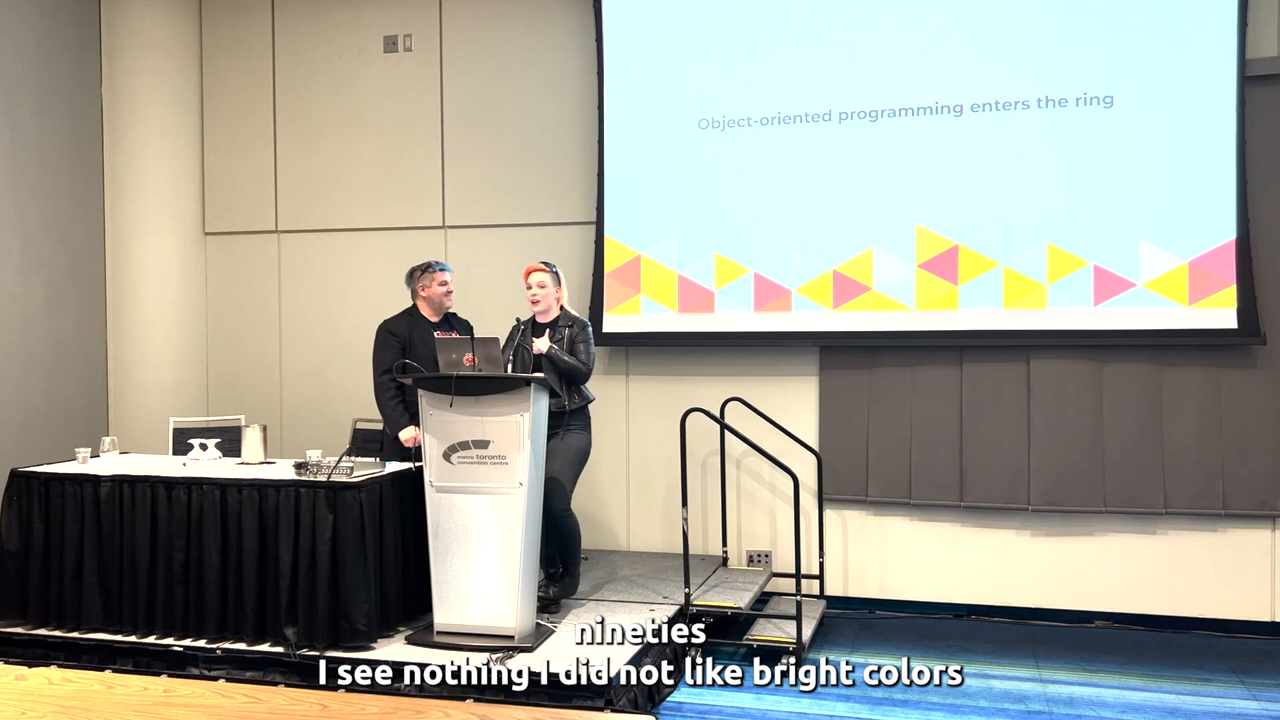 Object-oriented programming enters the ring
metro toronto
convention centre
nineties
I see nothing I did not like bright colors